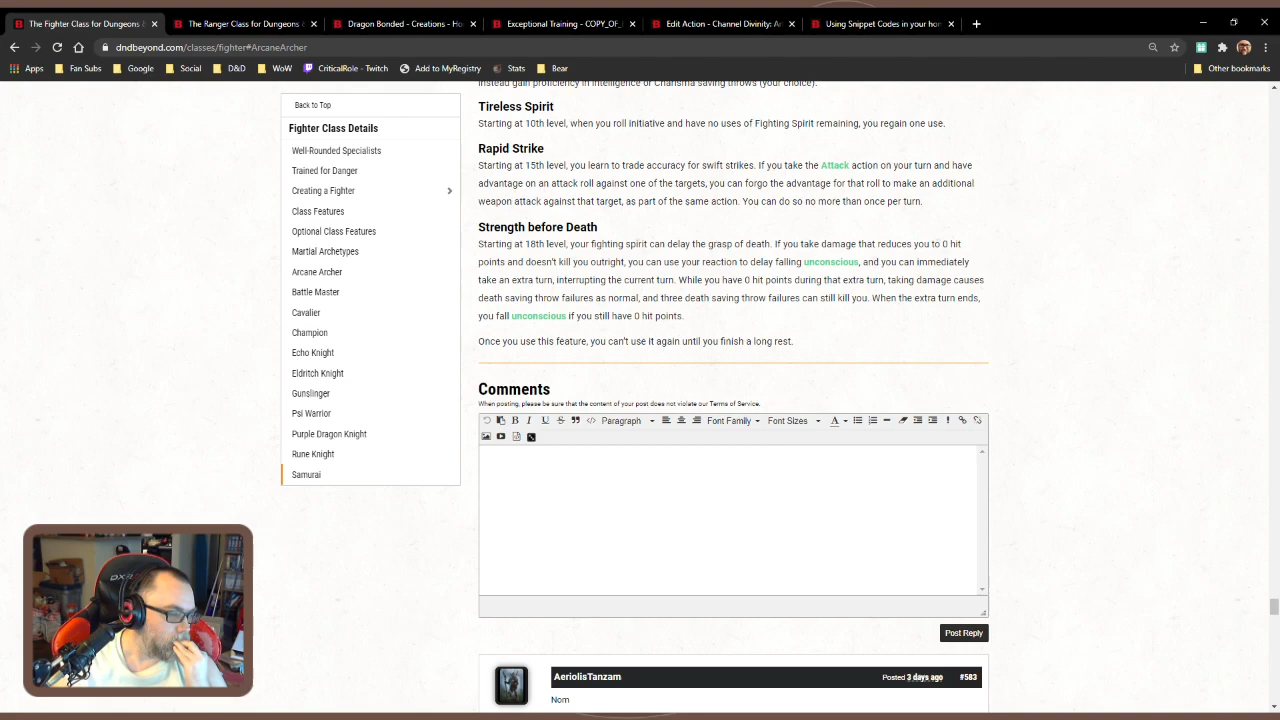 The Fighter Class for Dungeons &
The Ranger Class for Dungeons &
Dragon Bonded - Creations - Ho
Exceptional Training - COPY_OF_
Edit Action - Channel Divinity: A
Using Snippet Codes in your hor
dndbeyond.com/classes/fighter#ArcaneArcher
Apps
Fan Subs
Google
Social
D&D
WoW
CriticalRole - Twitch
Add to MyRegistry
Stats
Bear
Other bookmarks
instead gain proficiency in Intelligence or Charisma saving throws (your choice).
Back to Top
Fighter Class Details
Well-Rounded Specialists
Trained for Danger
Creating a Fighter
Class Features
Optional Class Features
Martial Archetypes
Arcane Archer
Battle Master
Cavalier
Champion
Echo Knight
Eldritch Knight
Gunslinger
Psi Warrior
Purple Dragon Knight
Rune Knight
Samurai
Tireless Spirit
Starting at 10th level, when you roll initiative and have no uses of Fighting Spirit remaining, you regain one use.
Rapid Strike
Starting at 15th level, you learn to trade accuracy for swift strikes. If you take the Attack action on your turn and have
advantage on an attack roll against one of the targets, you can forgo the advantage for that roll to make an additional
weapon attack against that target, as part of the same action. You can do so no more than once per turn.
Strength before Death
Starting at 18th level, your fighting spirit can delay the grasp of death. If you take damage that reduces you to 0 hit
points and doesn't kill you outright, you can use your reaction to delay falling unconscious, and you can immediately
take an extra turn, interrupting the current turn. While you have 0 hit points during that extra turn, taking damage causes
death saving throw failures as normal, and three death saving throw failures can still kill you. When the extra turn ends,
you fall unconscious if you still have 0 hit points.
Once you use this feature, you can't use it again until you finish a long rest.
Comments
When posting, please be sure that the content of your post does not violate our Terms of Service.
Paragraph
Font Family
Font Sizes
Post Reply
AeriolisTanzam
Posted 3 days ago
#583
Nom